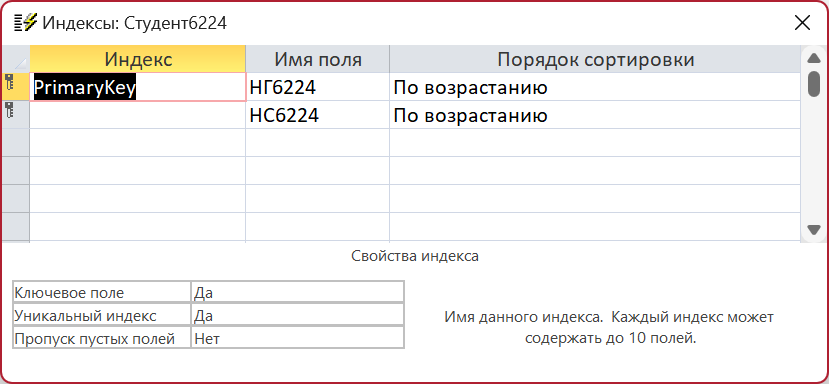 Индексы: Студент6224
Индекс Имя поля Порядок сортировки
PrimaryKey НГ6224 По возрастанию
НС6224 По возрастанию
Свойства индекса
Ключевое поле Да
Уникальный индекс Да
Пропуск пустых полей Нет
Имя данного индекса. Каждый индекс может
содержать до 10 полей.